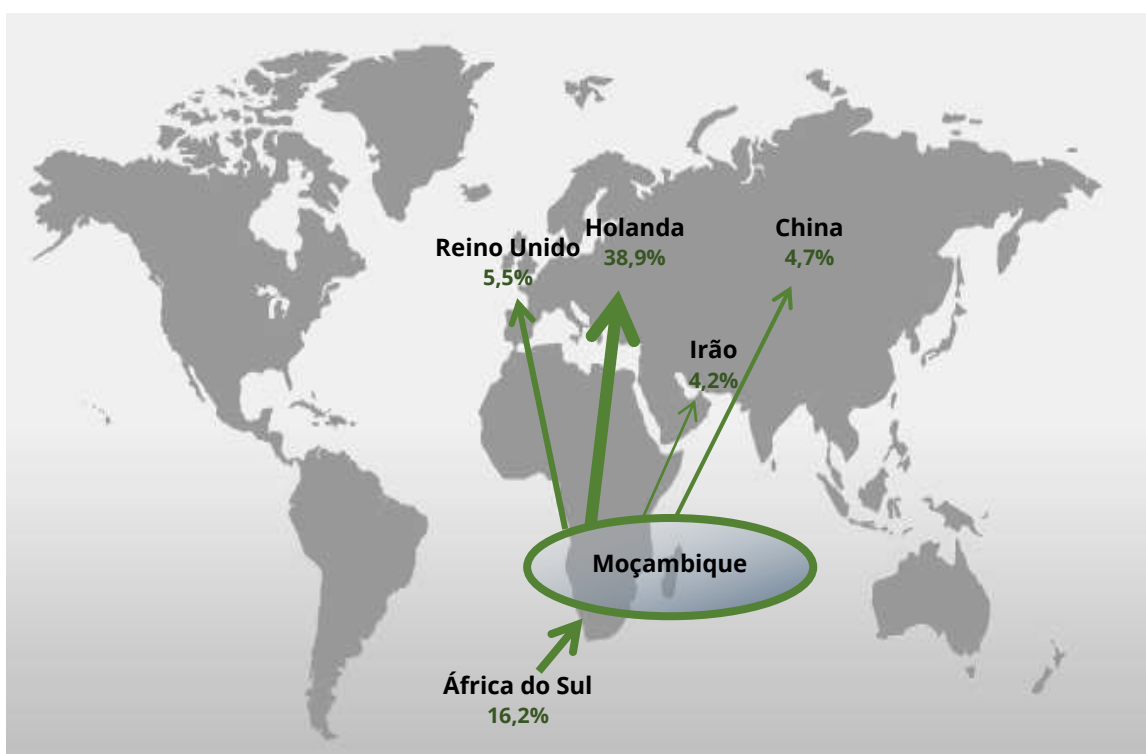 Holanda
38,9%
China
4,7%
Reino Unido
5,5%
Irão
4,2%
Moçambique
África do Sul
16,2%